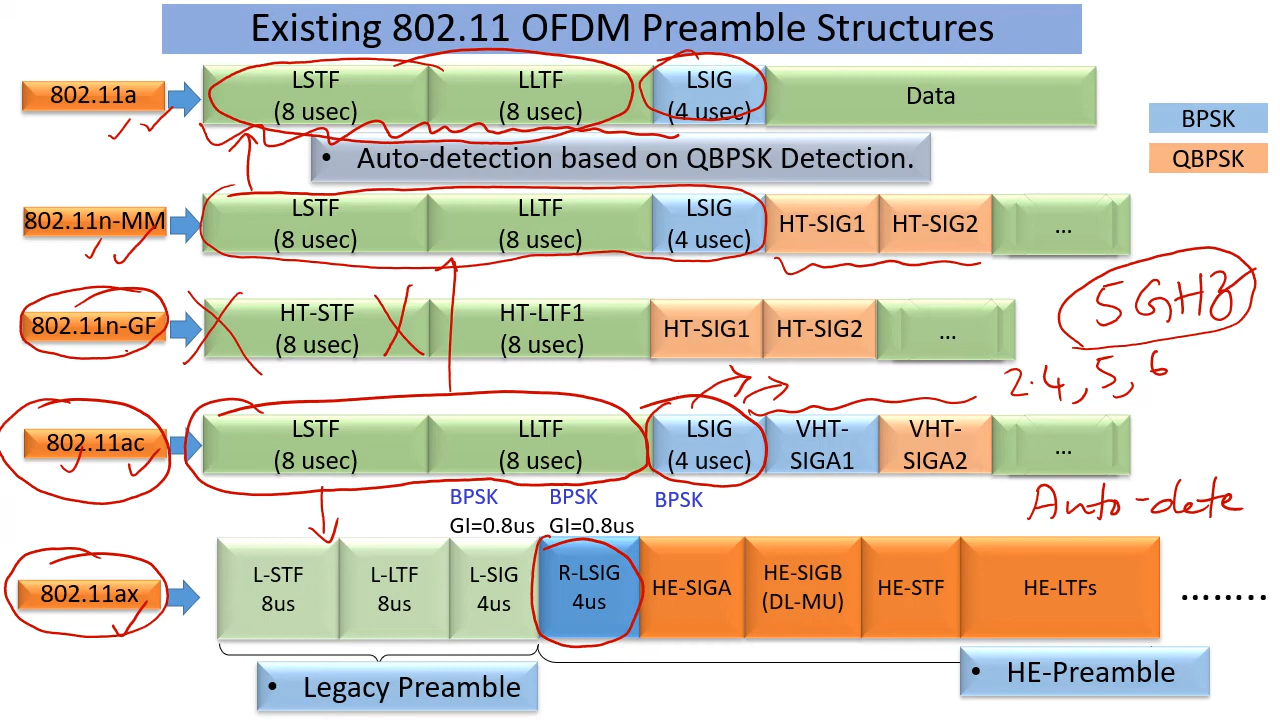 Existing 802.11 OFDM Preamble Structures
802.11a
LSTF
(8 usec)
LLTF
(8 usec)
LSIG
(4 usec)
Data
BPSK
QBPSK
• Auto-detection based on QBPSK Detection.
802.11n-MM
LSTF
(8 usec)
LLTF
(8 usec)
LSIG
(4 usec)
HT-SIG1
HT-SIG2
...
802.11n-GF
HT-STF
(8 usec)
HT-LTF1
(8 usec)
HT-SIG1
HT-SIG2
...
5GHz
2.4, 5, 6
802.11ac
LSTF
(8 usec)
LLTF
(8 usec)
LSIG
(4 usec)
VHT-
SIGA1
VHT-
SIGA2
...
Auto-dete
BPSK
GI=0.8us
BPSK
GI=0.8us
BPSK
802.11ax
L-STF
8us
L-LTF
8us
L-SIG
4us
R-LSIG
4us
HE-SIGA
HE-SIGB
(DL-MU)
HE-STF
HE-LTFs
........
• Legacy Preamble
• HE-Preamble